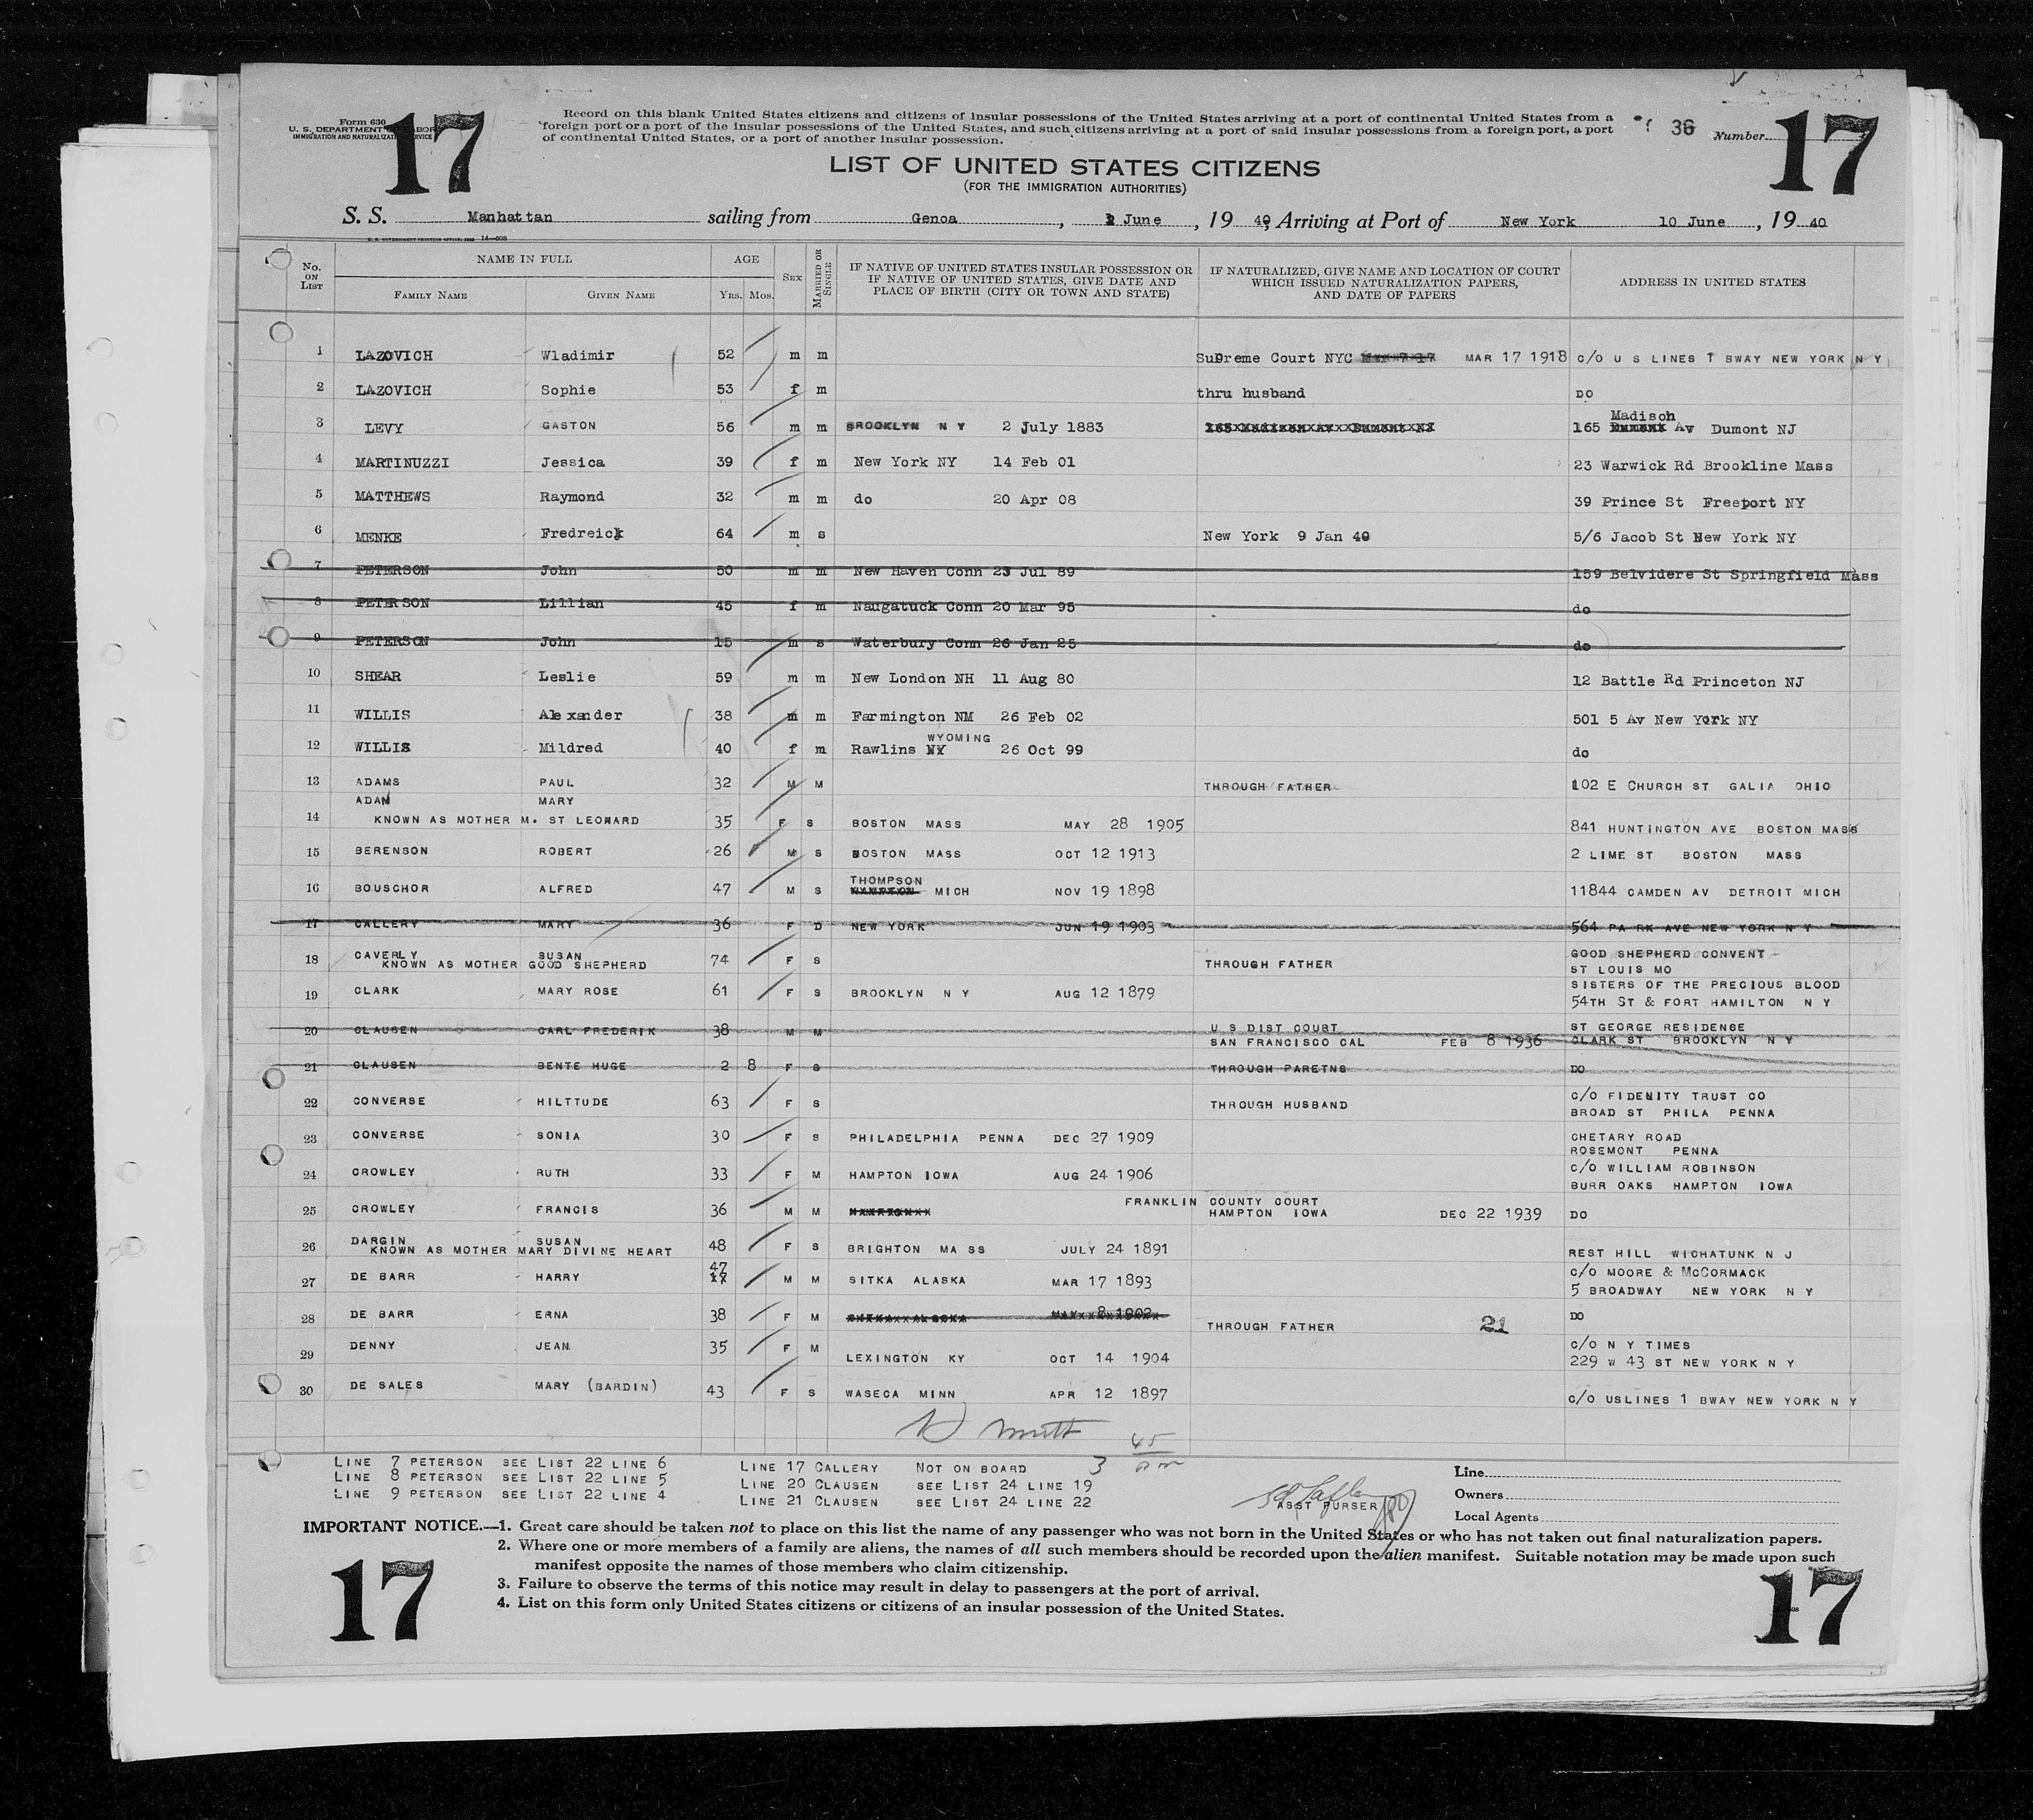 Form 630
U. S. DEPARTMENT OF LABOR
IMMIGRATION AND NATURALIZATION SERVICE
17
Record on this blank United States citizens and citizens of insular possessions of the United States arriving at a port of continental United States from a
foreign port or a port of the insular possessions of the United States, and such citizens arriving at a port of said insular possessions from a foreign port, a port
of continental United States, or a port of another insular possession.
36 Number
17
LIST OF UNITED STATES CITIZENS
(FOR THE IMMIGRATION AUTHORITIES)
S. S. Manhattan sailing from Genoa, 2 June, 19 40, Arriving at Port of New York 10 June, 19 40
U. S. GOVERNMENT PRINTING OFFICE 14—508
No. ON LIST NAME IN FULL FAMILY NAME GIVEN NAME AGE YRS. MOS. SEX MARRIED OR SINGLE IF NATIVE OF UNITED STATES INSULAR POSSESSION OR IF NATIVE OF UNITED STATES, GIVE DATE AND PLACE OF BIRTH (CITY OR TOWN AND STATE) IF NATURALIZED, GIVE NAME AND LOCATION OF COURT WHICH ISSUED NATURALIZATION PAPERS, AND DATE OF PAPERS ADDRESS IN UNITED STATES
1 LAZOVICH Wladimir 52 m m Supreme Court NYC MAR 17 1918 C/O U S LINES 1 BWAY NEW YORK N Y
2 LAZOVICH Sophie 53 f m thru husband DO
3 LEVY GASTON 56 m m BROOKLYN N Y 2 July 1883 165 Madison Av Dumont NJ
4 MARTINUZZI Jessica 39 f m New York NY 14 Feb 01 23 Warwick Rd Brookline Mass
5 MATTHEWS Raymond 32 m m do 20 Apr 08 39 Prince St Freeport NY
6 MENKE Fredreick 64 m s New York 9 Jan 40 5/6 Jacob St New York NY
7 PETERSON John 50 m m New Haven Conn 23 Jul 89 159 Belvidere St Springfield Mass
8 PETERSON Lillian 45 f m Naugatuck Conn 20 Mar 95 do
9 PETERSON John 15 m s Waterbury Conn 26 Jan 25 do
10 SHEAR Leslie 59 m m New London NH 11 Aug 80 12 Battle Rd Princeton NJ
11 WILLIS Alexander 38 m m Farmington NM 26 Feb 02 501 5 Av New York NY
12 WILLIS Mildred 40 f m Rawlins NY WYOMING 26 Oct 99 do
13 ADAMS PAUL 32 M M THROUGH FATHER 102 E CHURCH ST GALIA OHIO
ADAM MARY
14 KNOWN AS MOTHER M. ST LEONARD 35 F S BOSTON MASS MAY 28 1905 841 HUNTINGTON AVE BOSTON MASS
15 BERENSON ROBERT 26 M S BOSTON MASS OCT 12 1913 2 LIME ST BOSTON MASS
16 BOUSCHOR ALFRED 47 M S THOMPSON HAMPTON MICH NOV 19 1898 11844 CAMDEN AV DETROIT MICH
17 CALLERY MARY 36 F D NEW YORK JUN 19 1903 564 PARK AVE NEW YORK N Y
18 CAVERLY SUSAN 74 F S THROUGH FATHER GOOD SHEPHERD CONVENT
KNOWN AS MOTHER GOOD SHEPHERD ST LOUIS MO
19 CLARK MARY ROSE 61 F S BROOKLYN N Y AUG 12 1879 SISTERS OF THE PRECIOUS BLOOD
54TH ST & FORT HAMILTON N Y
20 CLAUSEN CARL FREDERIK 38 M M U S DIST COURT ST GEORGE RESIDENSE
SAN FRANCISCO CAL FEB 8 1936 CLARK ST BROOKLYN N Y
21 CLAUSEN BENTE HUGE 2 8 F S THROUGH PARETNS DO
22 CONVERSE HILTTUDE 63 F S THROUGH HUSBAND C/O FIDENITY TRUST CO
BROAD ST PHILA PENNA
23 CONVERSE SONIA 30 F S PHILADELPHIA PENNA DEC 27 1909 CHETARY ROAD
ROSEMONT PENNA
24 CROWLEY RUTH 33 F M HAMPTON IOWA AUG 24 1906 C/O WILLIAM ROBINSON
BURR OAKS HAMPTON IOWA
25 CROWLEY FRANCIS 36 M M FRANKLIN COUNTY COURT
HAMPTON IOWA DEC 22 1939 DO
26 DARGIN SUSAN 48 F S BRIGHTON MASS JULY 24 1891
KNOWN AS MOTHER MARY DIVINE HEART REST HILL WICHATUNK N J
27 DE BARR HARRY 47 M M SITKA ALASKA MAR 17 1893 C/O MOORE & McCORMACK
5 BROADWAY NEW YORK N Y
28 DE BARR ERNA 38 F M SITKA ALASKA MAY 8 1902 THROUGH FATHER 21 DO
29 DENNY JEAN 35 F M LEXINGTON KY OCT 14 1904 C/O N Y TIMES
229 W 43 ST NEW YORK N Y
30 DE SALES MARY (BARDIN) 43 F S WASECA MINN APR 12 1897 C/O USLINES 1 BWAY NEW YORK N Y
45
3
LINE 7 PETERSON SEE LIST 22 LINE 6
LINE 8 PETERSON SEE LIST 22 LINE 5
LINE 9 PETERSON SEE LIST 22 LINE 4
LINE 17 CALLERY NOT ON BOARD
LINE 20 CLAUSEN SEE LIST 24 LINE 19
LINE 21 CLAUSEN SEE LIST 24 LINE 22
ASST PURSER
Line
Owners
Local Agents
IMPORTANT NOTICE.—1. Great care should be taken not to place on this list the name of any passenger who was not born in the United States or who has not taken out final naturalization papers.
2. Where one or more members of a family are aliens, the names of all such members should be recorded upon the alien manifest. Suitable notation may be made upon such
manifest opposite the names of those members who claim citizenship.
3. Failure to observe the terms of this notice may result in delay to passengers at the port of arrival.
4. List on this form only United States citizens or citizens of an insular possession of the United States.
17
17